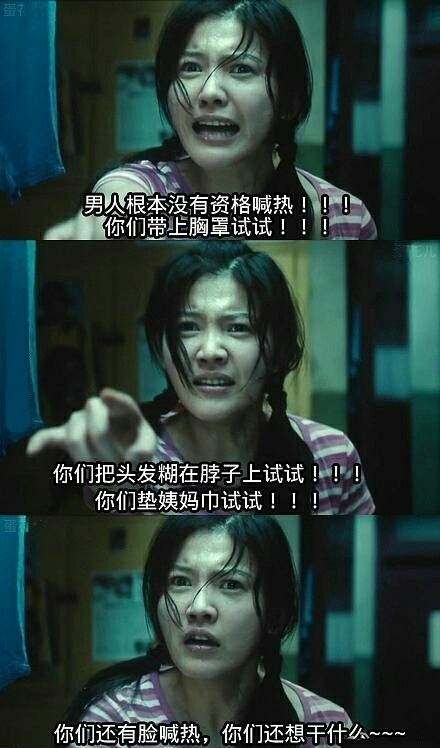 男人根本没有资格喊热！！！
你们带上胸罩试试！！！
你们把头发糊在脖子上试试！！！
你们垫姨妈巾试试！！！
你们还有脸喊热，你们还想干什么~~~